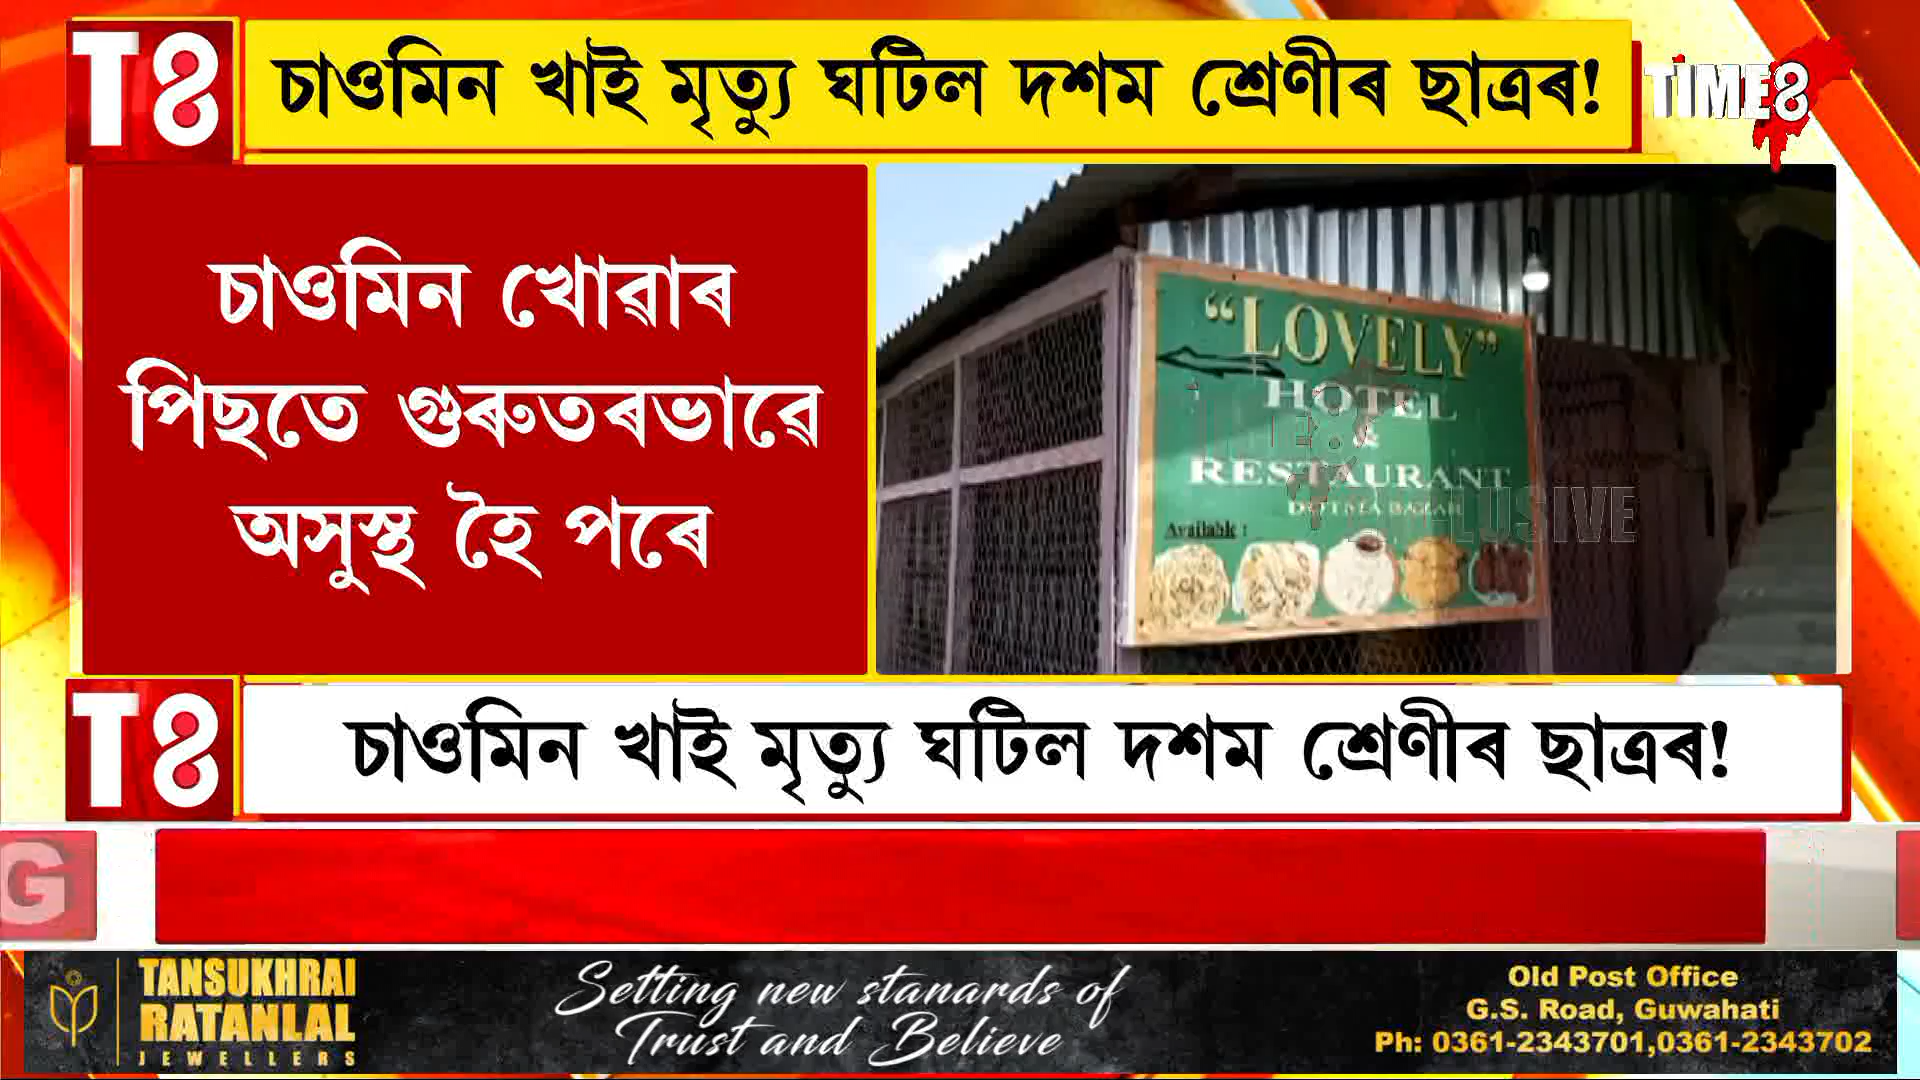 T8
চাওমিন খাই মৃত্যু ঘটিল দশম শ্ৰেণীৰ ছাত্ৰৰ!
TIME8
চাওমিন খোৱাৰ
পিছতে গুৰুতৰভাৱে
অসুস্থ হৈ পৰে
"LOVELY"
HOTEL
&
RESTAURANT
DOTMA BAZAR
Available :
EXCLUSIVE
T8
চাওমিন খাই মৃত্যু ঘটিল দশম শ্ৰেণীৰ ছাত্ৰৰ!
G
TANSUKHRAI
RATANLAL
JEWELLERS
Setting new stanards of
Trust and Believe
Old Post Office
G.S. Road, Guwahati
Ph: 0361-2343701,0361-2343702